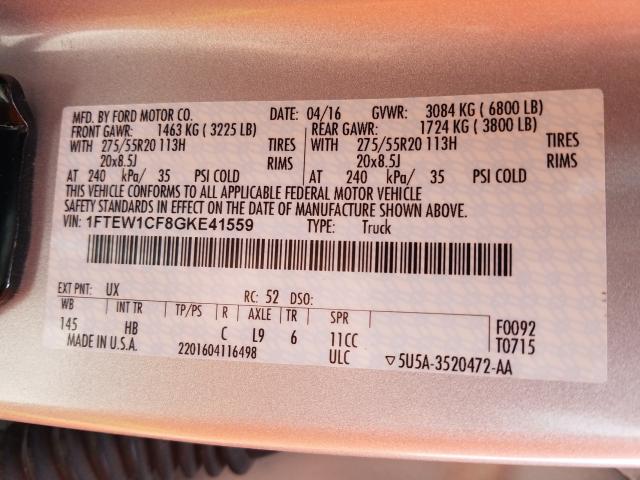 MFD. BY FORD MOTOR CO. DATE: 04/16 GVWR: 3084 KG ( 6800 LB)
FRONT GAWR: 1463 KG ( 3225 LB) REAR GAWR: 1724 KG ( 3800 LB)
WITH 275/55R20 113H TIRES WITH 275/55R20 113H TIRES
20x8.5J RIMS 20x8.5J RIMS
AT 240 kPa/ 35 PSI COLD AT 240 kPa/ 35 PSI COLD
THIS VEHICLE CONFORMS TO ALL APPLICABLE FEDERAL MOTOR VEHICLE
SAFETY STANDARDS IN EFFECT ON THE DATE OF MANUFACTURE SHOWN ABOVE.
VIN: 1FTEW1CF8GKE41559 TYPE: Truck
EXT PNT: UX RC: 52 DSO:
WB INT TR TP/PS R AXLE TR SPR
145 HB C L9 6 11CC F0092
MADE IN U.S.A. 2201604116498 ULC T0715
▽5U5A-3520472-AA